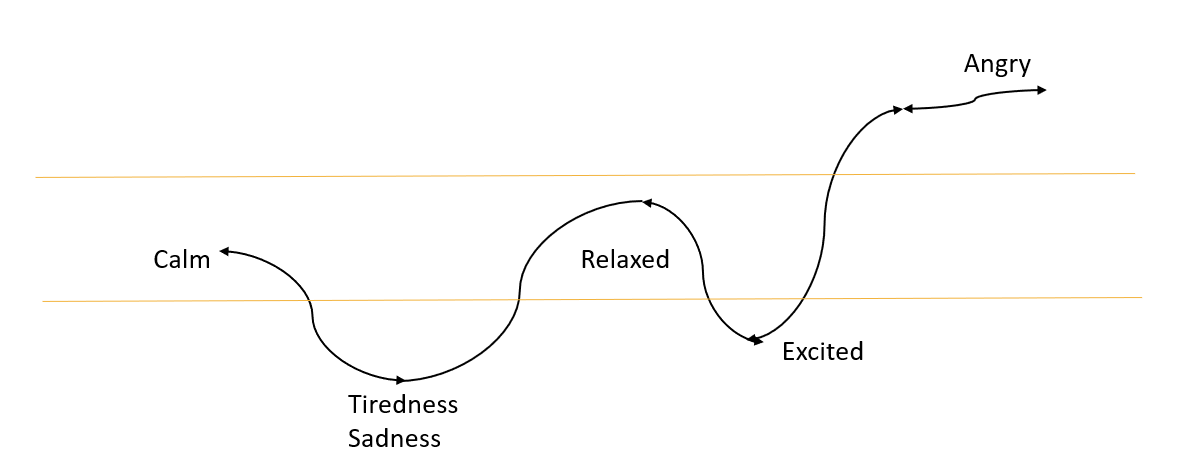 Angry
Calm
Relaxed
Excited
Tiredness
Sadness